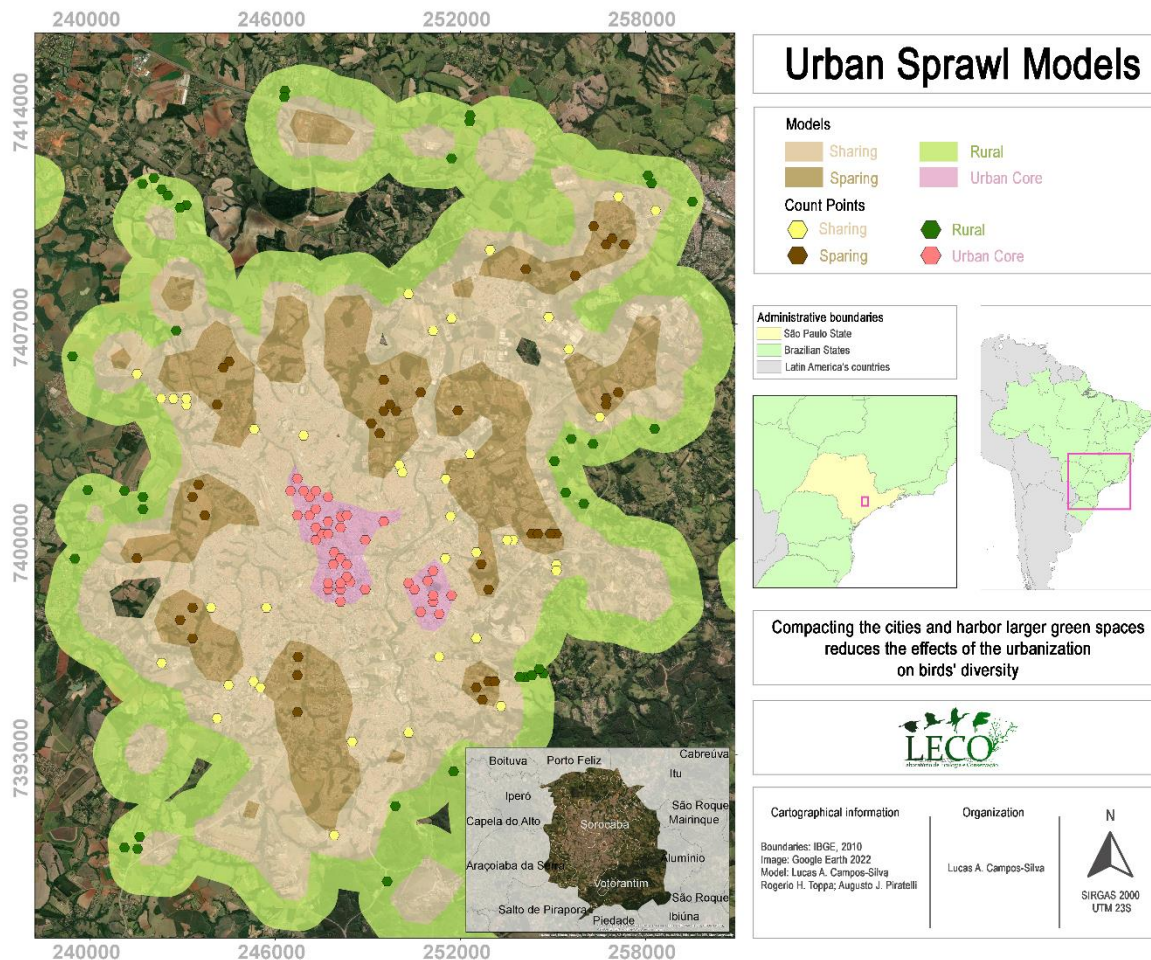 240000 246000 252000 258000
7414000
7407000
7400000
7393000
240000 246000 252000 258000
Boituva Porto Feliz Cabreúva
Itu
Iperó São Roque
Capela do Alto Sorocaba Mairinque
Araçoiaba da Serra Alumínio
Votorantim
São Roque
Salto de Pirapora Ibiúna
Piedade
Urban Sprawl Models
Models
Sharing Rural
Sparing Urban Core
Count Points
Sharing Rural
Sparing Urban Core
Administrative boundaries
São Paulo State
Brazilian States
Latin America's countries
Compacting the cities and harbor larger green spaces
reduces the effects of the urbanization
on birds' diversity
LECO
Laboratório de Ecologia e Conservação
Cartographical information
Boundaries: IBGE, 2010
Image: Google Earth 2022
Model: Lucas A. Campos-Silva
Rogerio H. Toppa; Augusto J. Piratelli
Organization
Lucas A. Campos-Silva
N
SIRGAS 2000
UTM 23S